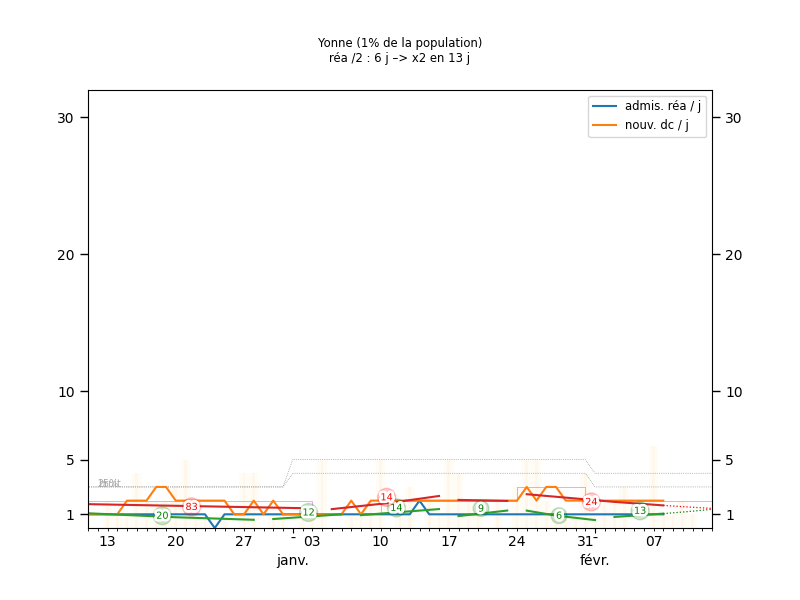 Yonne (1% de la population)
réa /2 : 6 j –> x2 en 13 j
admis. réa / j
nouv. dc / j
30 30
20 20
10 10
5 5
1 1
83 20 12 14 14 9 6 24 13
13 20 27 - 03 10 17 24 31- 07
janv. févr.